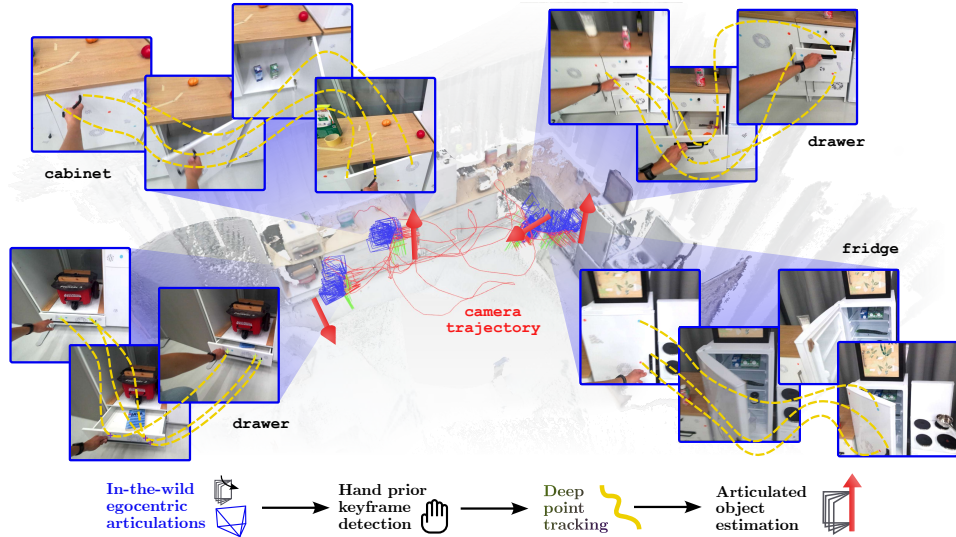 cabinet
drawer
fridge
camera
trajectory
drawer
In-the-wild
egocentric
articulations
Hand prior
keyframe
detection
Deep
point
tracking
Articulated
object
estimation